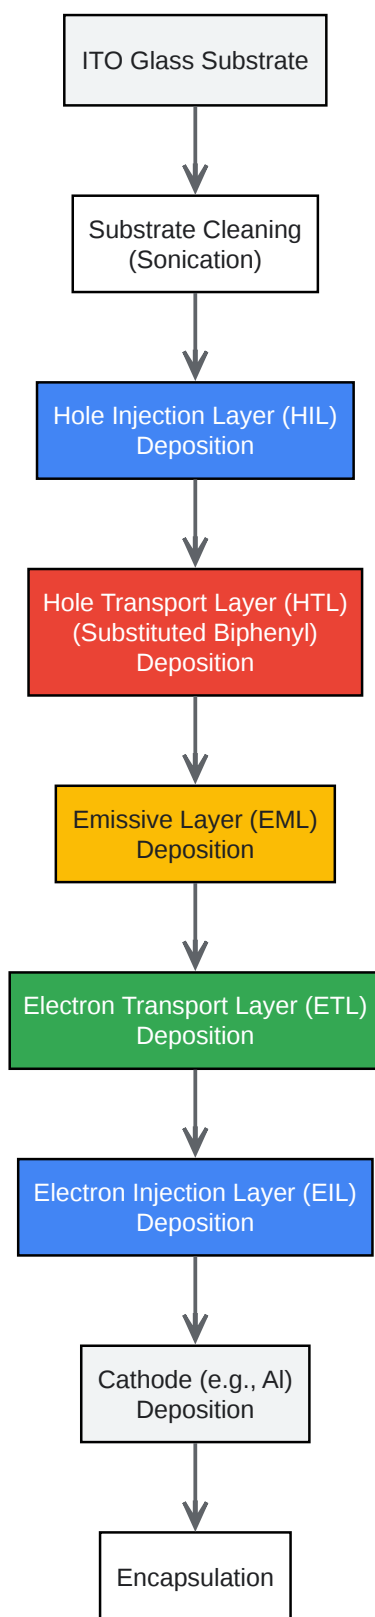 ITO Glass Substrate
Substrate Cleaning
(Sonication)
Hole Injection Layer (HIL)
Deposition
Hole Transport Layer (HTL)
(Substituted Biphenyl)
Deposition
Emissive Layer (EML)
Deposition
Electron Transport Layer (ETL)
Deposition
Electron Injection Layer (EIL)
Deposition
Cathode (e.g., Al)
Deposition
Encapsulation